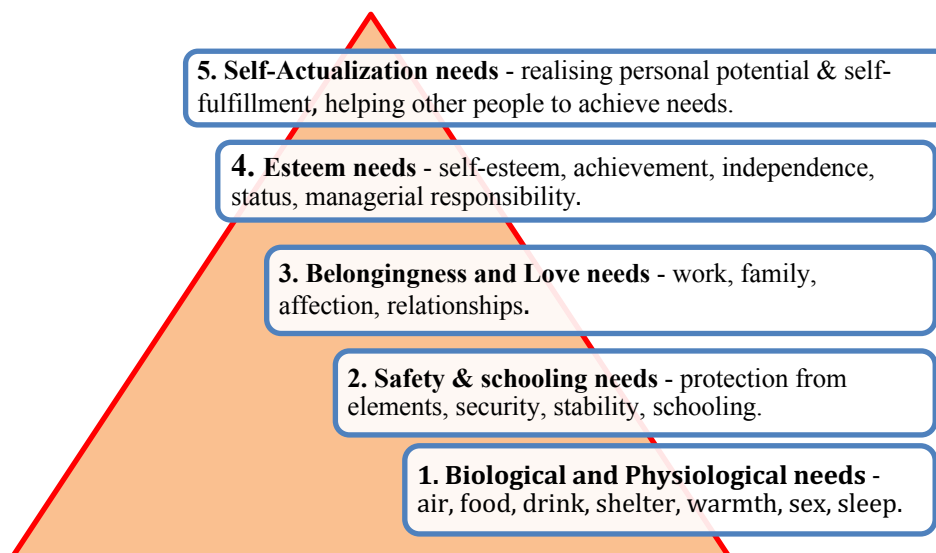 5. Self-Actualization needs - realising personal potential & self-
fulfillment, helping other people to achieve needs.
4. Esteem needs - self-esteem, achievement, independence,
status, managerial responsibility.
3. Belongingness and Love needs - work, family,
affection, relationships.
2. Safety & schooling needs - protection from
elements, security, stability, schooling.
1. Biological and Physiological needs -
air, food, drink, shelter, warmth, sex, sleep.